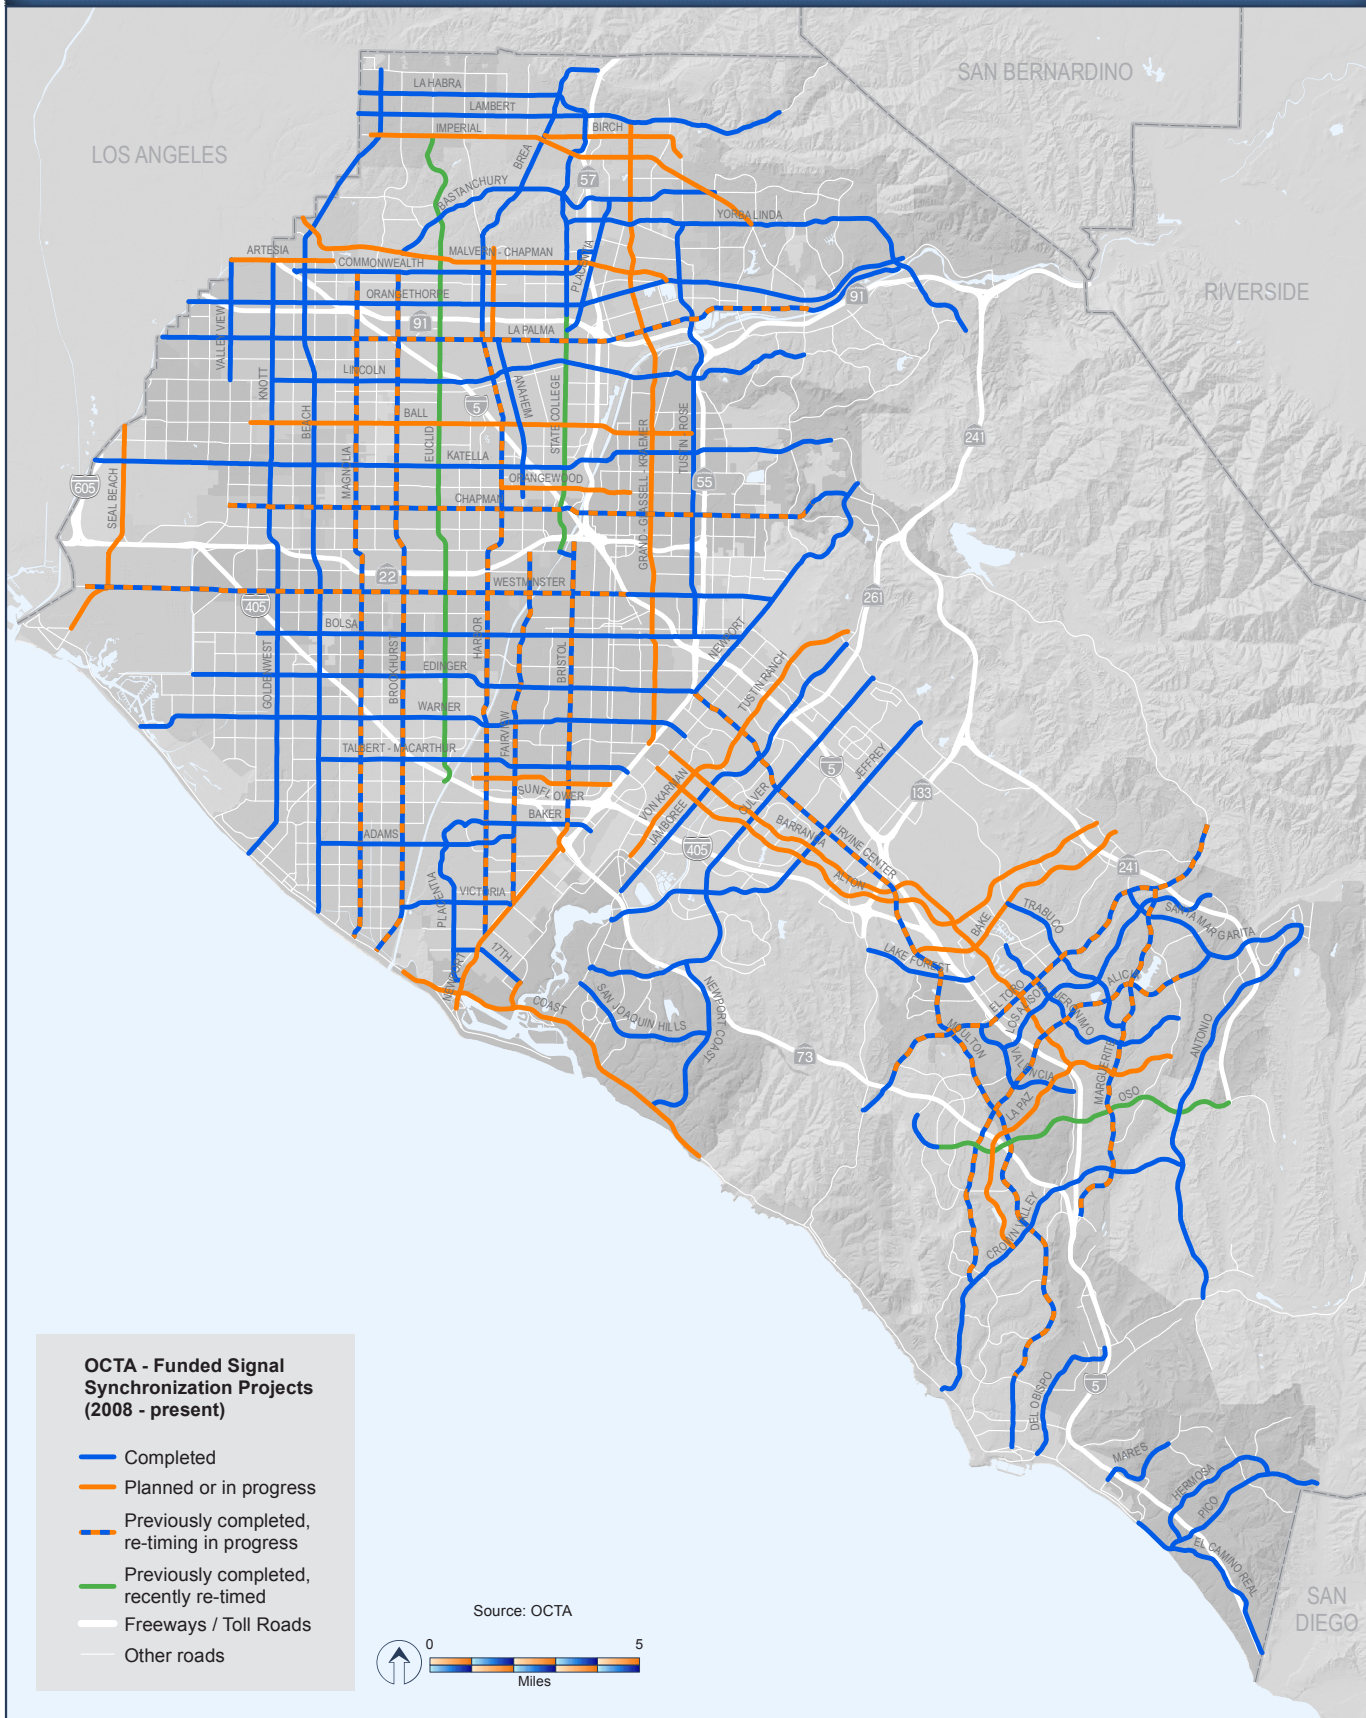 SAN BERNARDINO
LOS ANGELES
RIVERSIDE
LA HABRA
LAMBERT
IMPERIAL
BIRCH
BREA
57
BASTANCHURY
YORBA LINDA
ARTESIA
COMMONWEALTH
MALVERN - CHAPMAN
PLACENTIA
ORANGETHORPE
91
91
LA PALMA
VALLEY VIEW
KNOTT
LINCOLN
5
ANAHEIM
STATE COLLEGE
BEACH
BALL
EUCLID
KATELLA
MAGNOLIA
GRAND - GLASSELL - KRAEMER
TUSTIN - ROSE
241
605
SEAL BEACH
ORANGEWOOD
55
CHAPMAN
22
WESTMINSTER
261
405
BOLSA
GOLDENWEST
BROOKHURST
EDINGER
HARBOR
BRISTOL
NEWPORT
TUSTIN RANCH
WARNER
FAIRVIEW
TALBERT - MACARTHUR
SUNFLOWER
VON KARMAN
JAMBOREE
CULVER
5
JEFFREY
133
BAKER
ADAMS
405
BARRANCA
IRVINE CENTER
ALTON
241
PLACENTIA
VICTORIA
BAKE
TRABUCO
SANTA MARGARITA
NEWPORT
17TH
LAKE FOREST
COAST
SAN JOAQUIN HILLS
NEWPORT COAST
EL TORO
LOS ALISOS
JERONIMO
ALICIA
MOULTON
VALENCIA
MARGUERITE
ANTONIO
73
LA PAZ
OSO
CROWN VALLEY
DEL OBISPO
5
MARES
HERMOSA
PICO
EL CAMINO REAL
SAN
DIEGO
OCTA - Funded Signal
Synchronization Projects
(2008 - present)
Completed
Planned or in progress
Previously completed,
re-timing in progress
Previously completed,
recently re-timed
Freeways / Toll Roads
Other roads
Source: OCTA
0 5
Miles